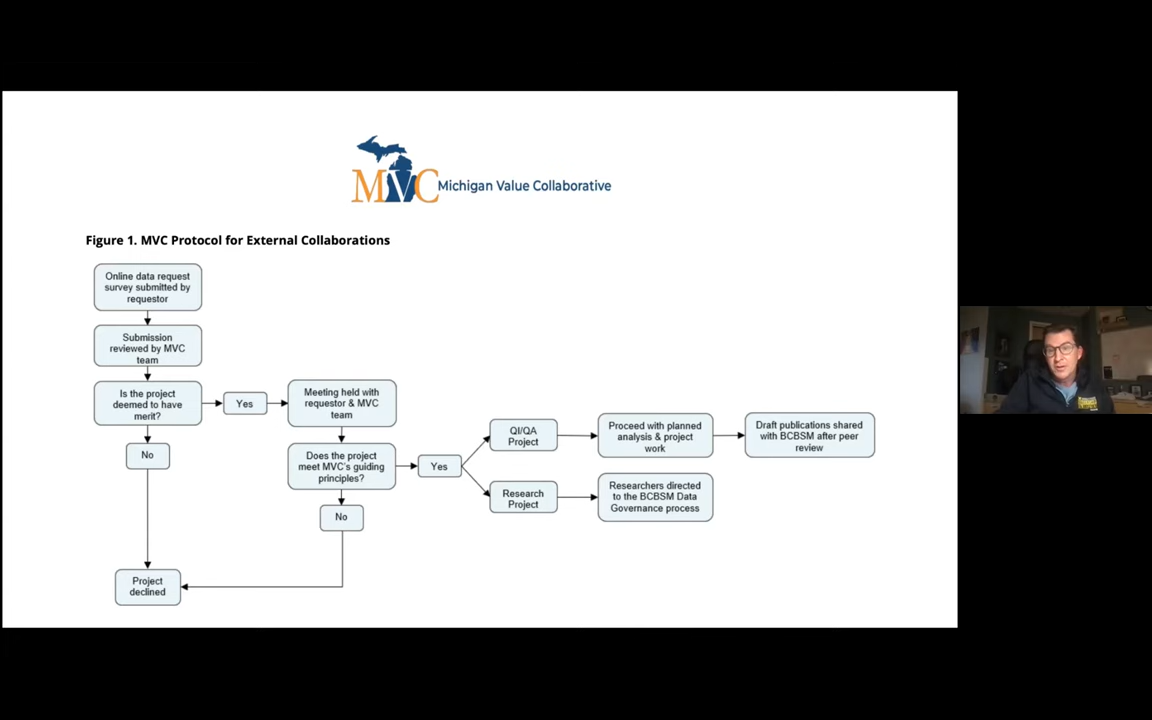 MVC Michigan Value Collaborative
Figure 1. MVC Protocol for External Collaborations
Online data request
survey submitted by
requestor
Submission
reviewed by MVC
team
Is the project
deemed to have
merit?
Yes
No
Meeting held with
requestor & MVC
team
Does the project
meet MVC's guiding
principles?
Yes
No
Project
declined
QI/QA
Project
Proceed with planned
analysis & project
work
Draft publications shared
with BCBSM after peer
review
Research
Project
Researchers directed
to the BCBSM Data
Governance process